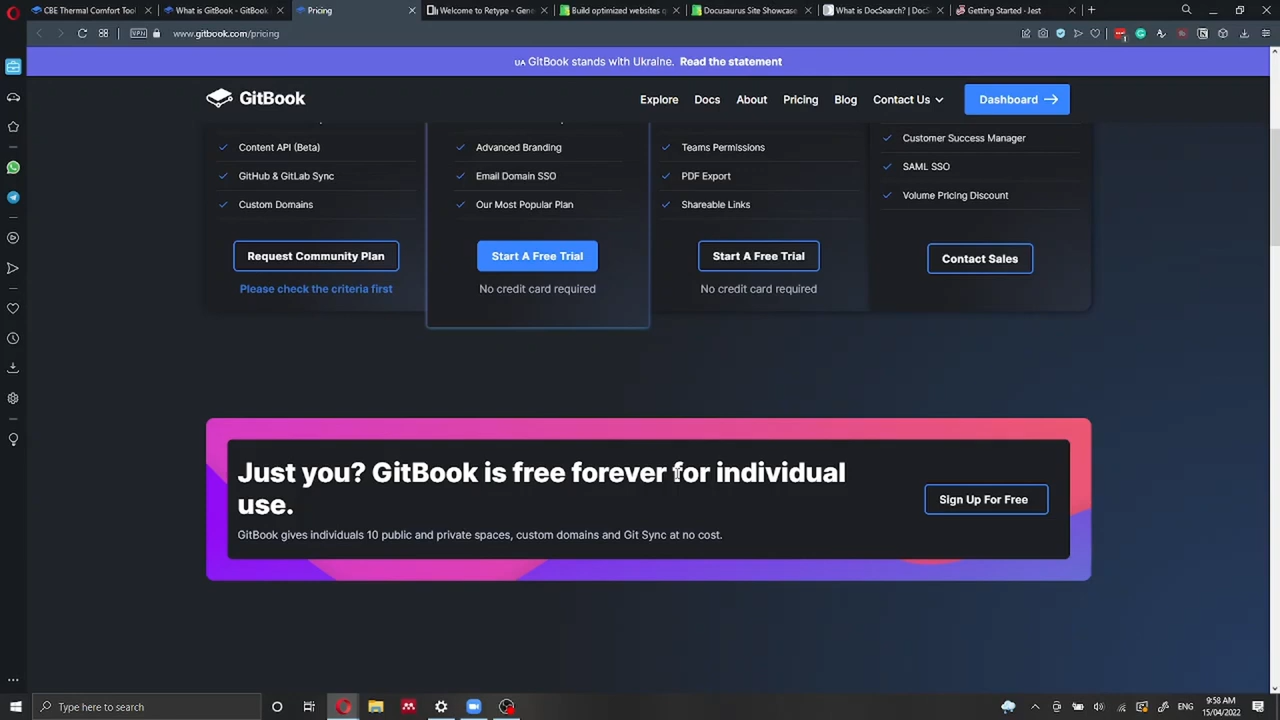 CBE Thermal Comfort Tool
What is GitBook - GitBook
Pricing
Welcome to Retype - Gene
Build optimized websites q
Docusaurus Site Showcase
What is DocSearch? | DocS
Getting Started · Jest
VPN
www.gitbook.com/pricing
UA GitBook stands with Ukraine. Read the statement
GitBook
Explore
Docs
About
Pricing
Blog
Contact Us
Dashboard
Content API (Beta)
GitHub & GitLab Sync
Custom Domains
Request Community Plan
Please check the criteria first
Advanced Branding
Email Domain SSO
Our Most Popular Plan
Start A Free Trial
No credit card required
Teams Permissions
PDF Export
Shareable Links
Start A Free Trial
No credit card required
Customer Success Manager
SAML SSO
Volume Pricing Discount
Contact Sales
Just you? GitBook is free forever for individual
use.
GitBook gives individuals 10 public and private spaces, custom domains and Git Sync at no cost.
Sign Up For Free
Type here to search
ENG
9:58 AM
15/04/2022